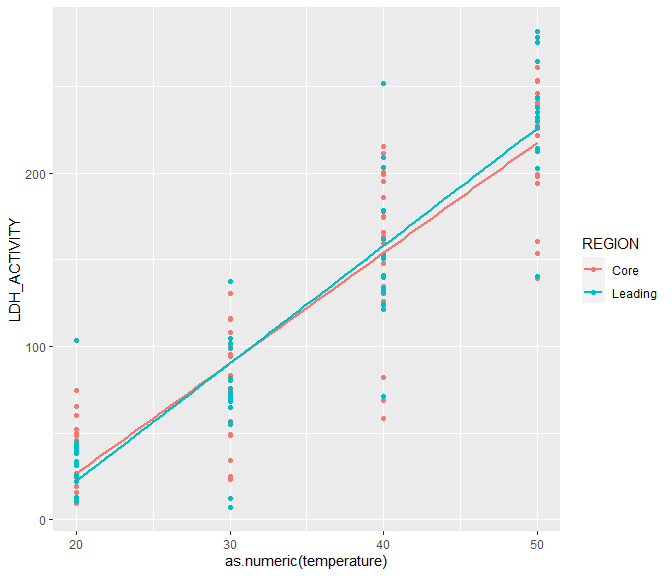 200
100
0
20 30 40 50
as.numeric(temperature)
LDH_ACTIVITY
REGION
Core
Leading